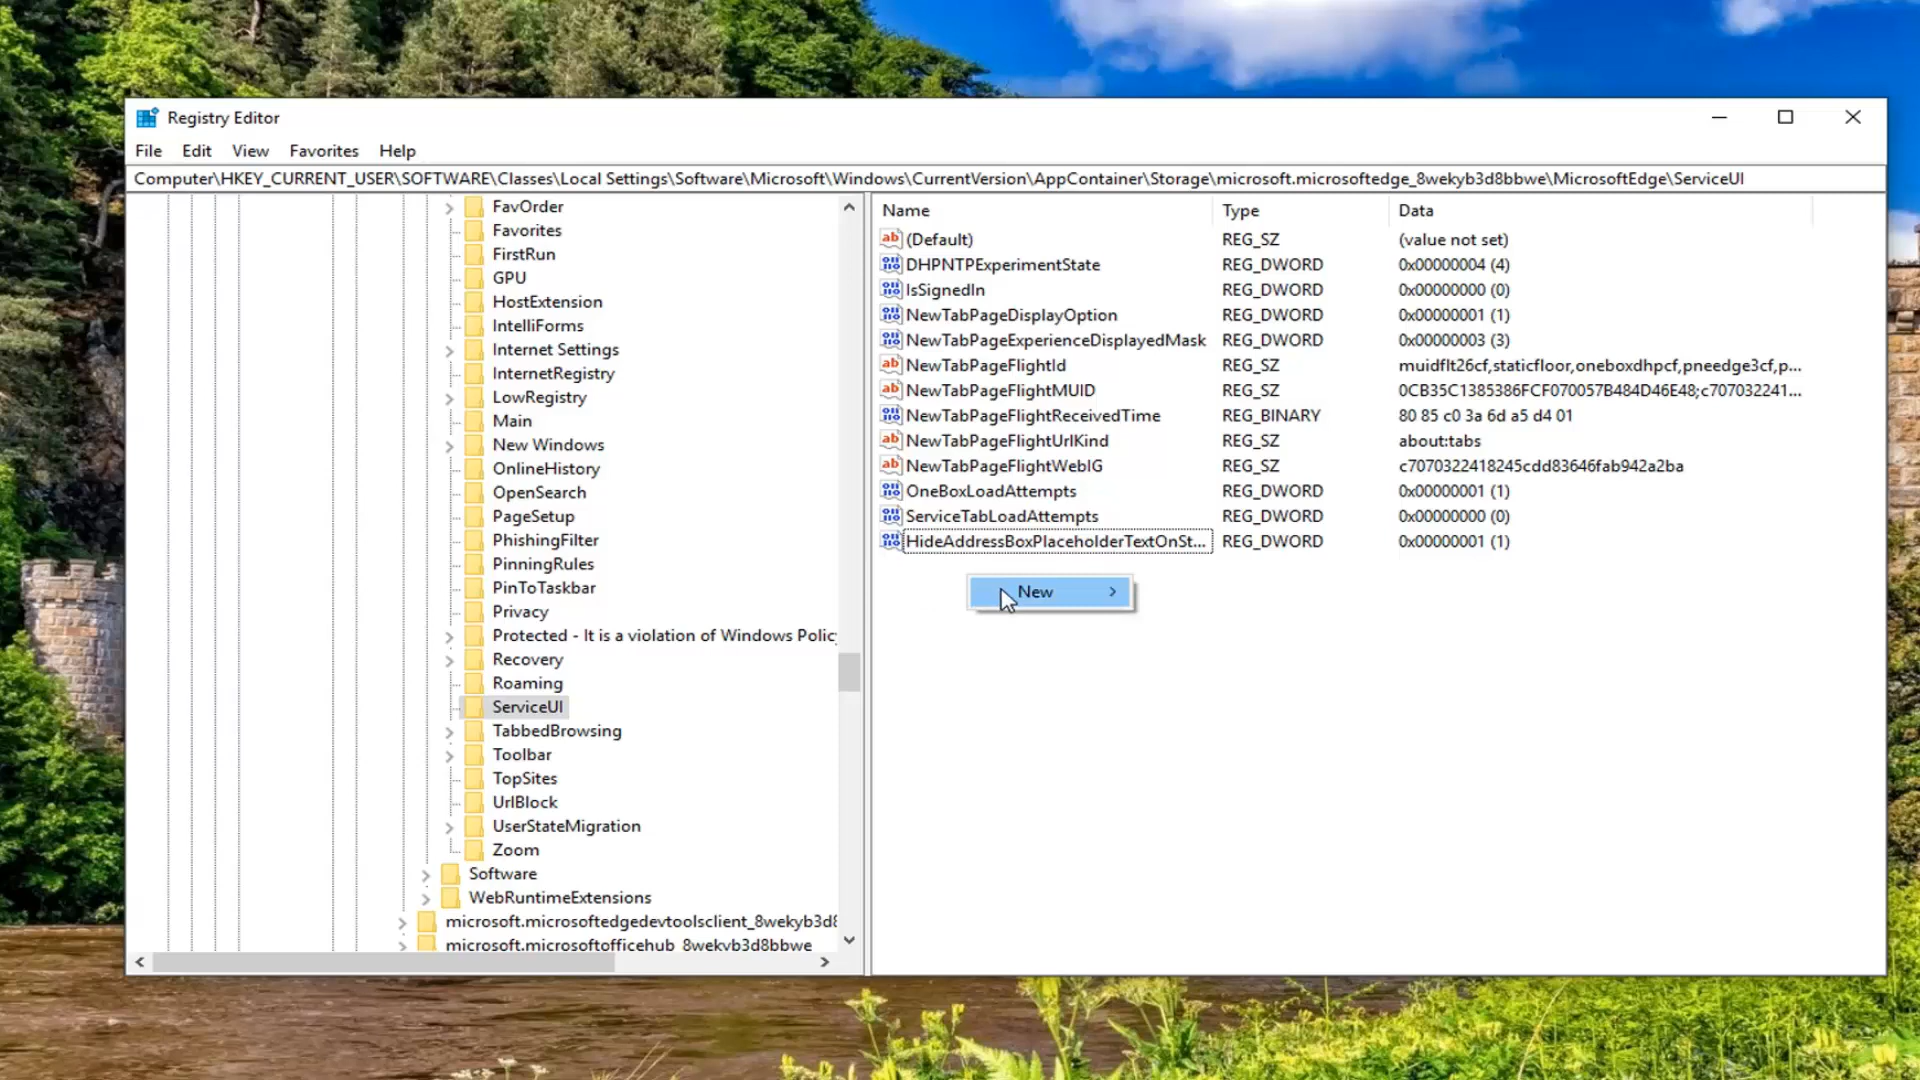 Registry Editor
File Edit View Favorites Help
Computer\HKEY_CURRENT_USER\SOFTWARE\Classes\Local Settings\Software\Microsoft\Windows\CurrentVersion\AppContainer\Storage\microsoft.microsoftedge_8wekyb3d8bbwe\MicrosoftEdge\ServiceUI
FavOrder
Favorites
FirstRun
GPU
HostExtension
IntelliForms
Internet Settings
InternetRegistry
LowRegistry
Main
New Windows
OnlineHistory
OpenSearch
PageSetup
PhishingFilter
PinningRules
PinToTaskbar
Privacy
Protected - It is a violation of Windows Polic
Recovery
Roaming
ServiceUI
TabbedBrowsing
Toolbar
TopSites
UrlBlock
UserStateMigration
Zoom
Software
WebRuntimeExtensions
microsoft.microsoftedgedevtoolsclient_8wekyb3d8
microsoft.microsoftofficehub_8wekyb3d8bbwe
Name Type Data
(Default) REG_SZ (value not set)
DHPNTPExperimentState REG_DWORD 0x00000004 (4)
IsSignedIn REG_DWORD 0x00000000 (0)
NewTabPageDisplayOption REG_DWORD 0x00000001 (1)
NewTabPageExperienceDisplayedMask REG_DWORD 0x00000003 (3)
NewTabPageFlightId REG_SZ muidflt26cf,staticfloor,oneboxdhpcf,pneedge3cf,p...
NewTabPageFlightMUID REG_SZ 0CB35C1385386FCF070057B484D46E48;c707032241...
NewTabPageFlightReceivedTime REG_BINARY 80 85 c0 3a 6d a5 d4 01
NewTabPageFlightUrlKind REG_SZ about:tabs
NewTabPageFlightWebIG REG_SZ c7070322418245cdd83646fab942a2ba
OneBoxLoadAttempts REG_DWORD 0x00000001 (1)
ServiceTabLoadAttempts REG_DWORD 0x00000000 (0)
HideAddressBoxPlaceholderTextOnSt... REG_DWORD 0x00000001 (1)
New